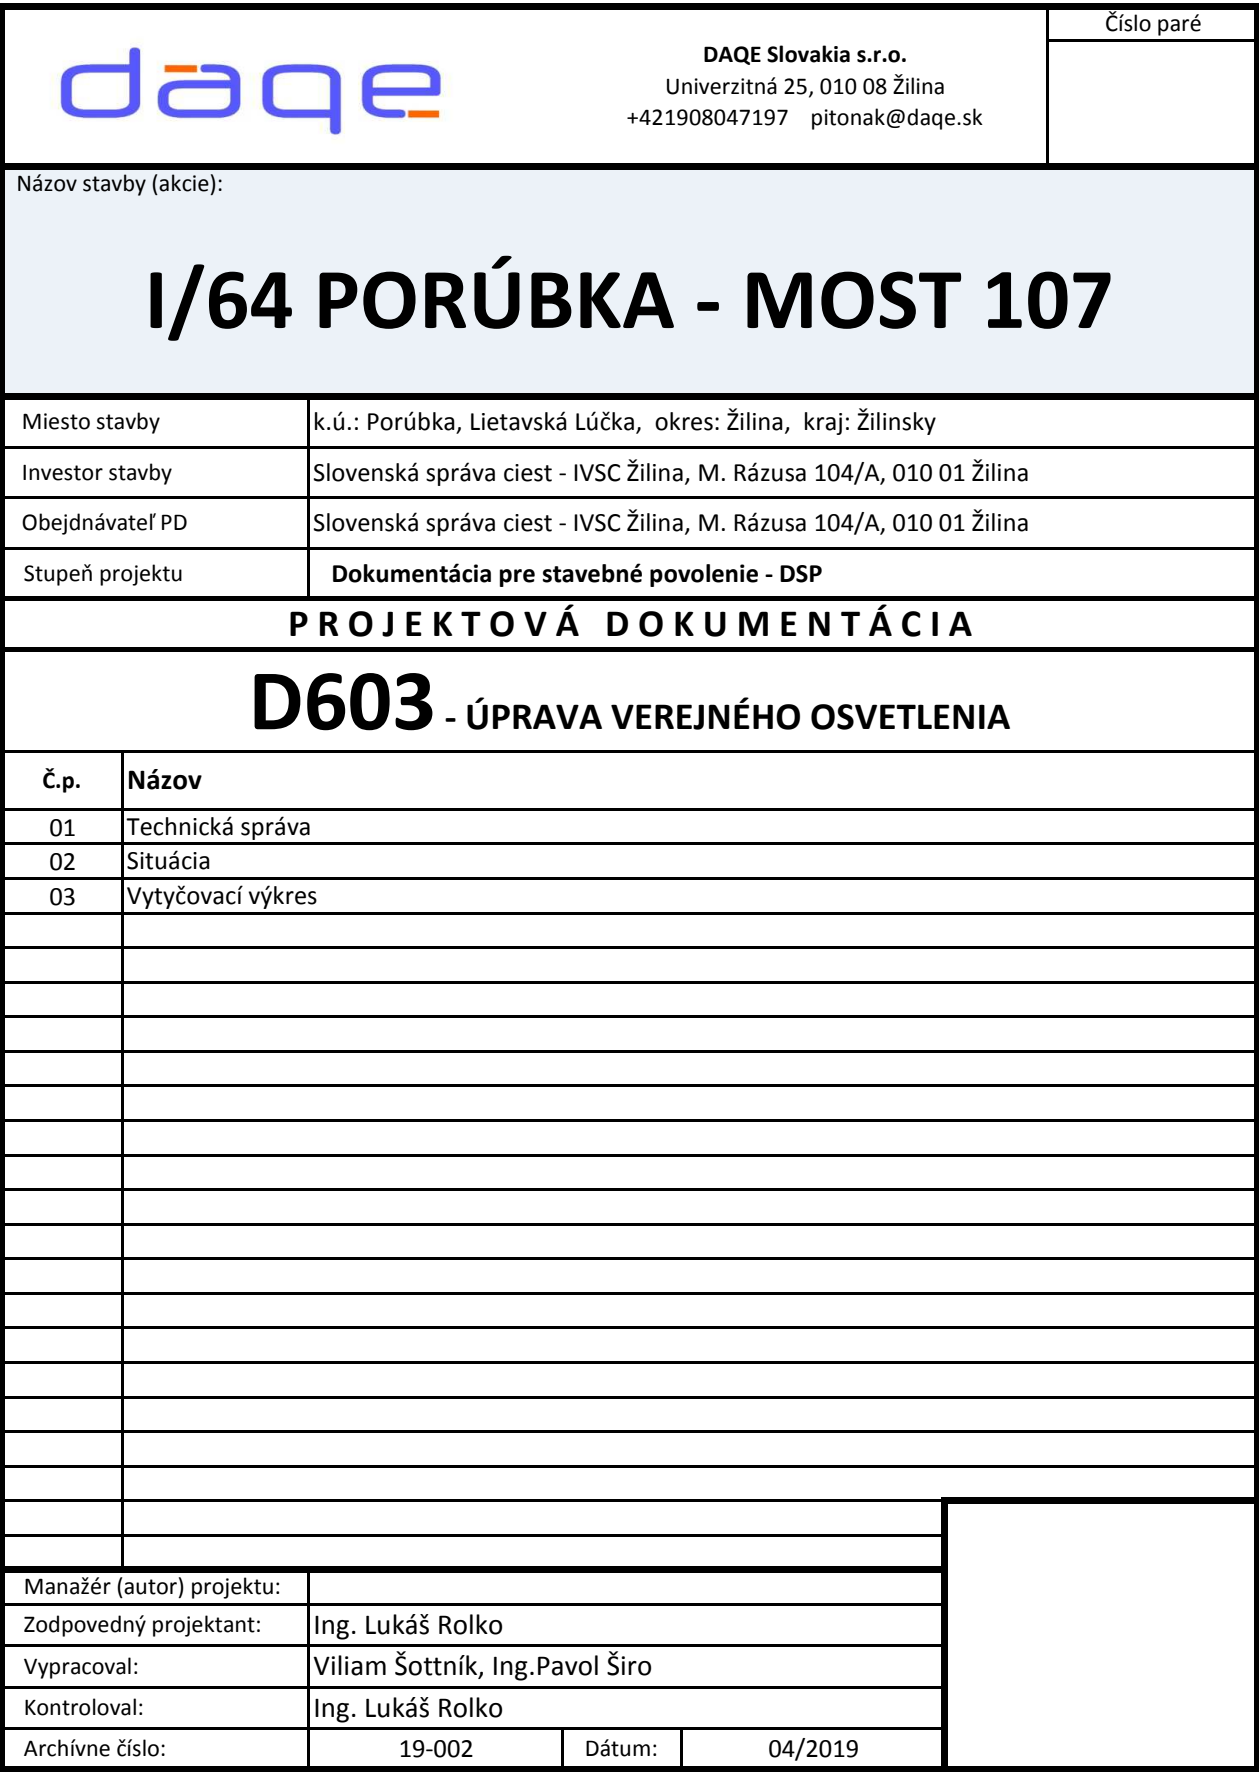 Číslo paré
daqe
DAQE Slovakia s.r.o.
Univerzitná 25, 010 08 Žilina
+421908047197 pitonak@daqe.sk
Názov stavby (akcie):
I/64 PORÚBKA - MOST 107
Miesto stavby k.ú.: Porúbka, Lietavská Lúčka, okres: Žilina, kraj: Žilinsky
Investor stavby Slovenská správa ciest - IVSC Žilina, M. Rázusa 104/A, 010 01 Žilina
Obejdnávateľ PD Slovenská správa ciest - IVSC Žilina, M. Rázusa 104/A, 010 01 Žilina
Stupeň projektu Dokumentácia pre stavebné povolenie - DSP
PROJEKTOVÁ DOKUMENTÁCIA
D603 - ÚPRAVA VEREJNÉHO OSVETLENIA
Č.p. Názov
01 Technická správa
02 Situácia
03 Vytyčovací výkres
Manažér (autor) projektu:
Zodpovedný projektant: Ing. Lukáš Rolko
Vypracoval: Viliam Šottník, Ing.Pavol Širo
Kontroloval: Ing. Lukáš Rolko
Archívne číslo: 19-002 Dátum: 04/2019